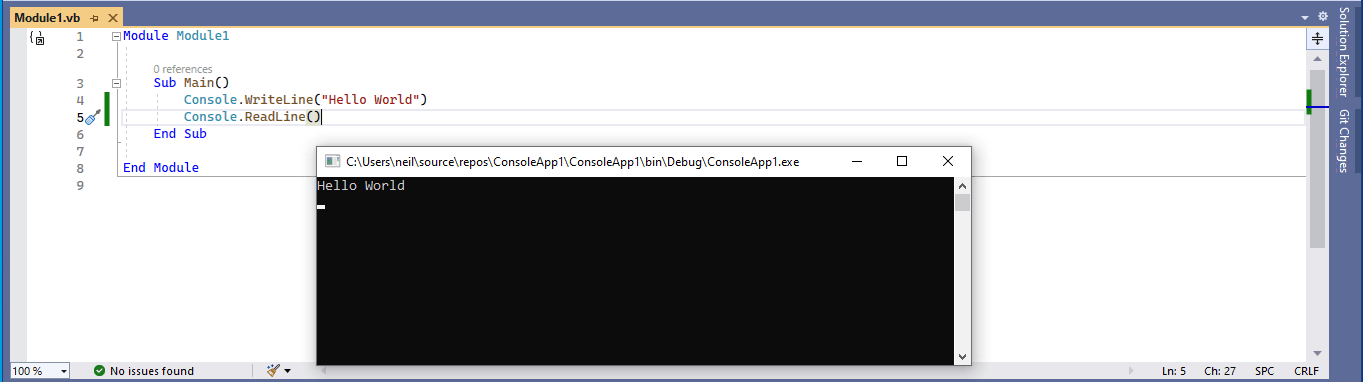 Module1.vb
1 Module Module1
2
0 references
3 Sub Main()
4 Console.WriteLine("Hello World")
5 Console.ReadLine()
6 End Sub
7
8 End Module
9
C:\Users\neil\source\repos\ConsoleApp1\ConsoleApp1\bin\Debug\ConsoleApp1.exe
Hello World
Solution Explorer
Git Changes
100 % No issues found Ln: 5 Ch: 27 SPC CRLF